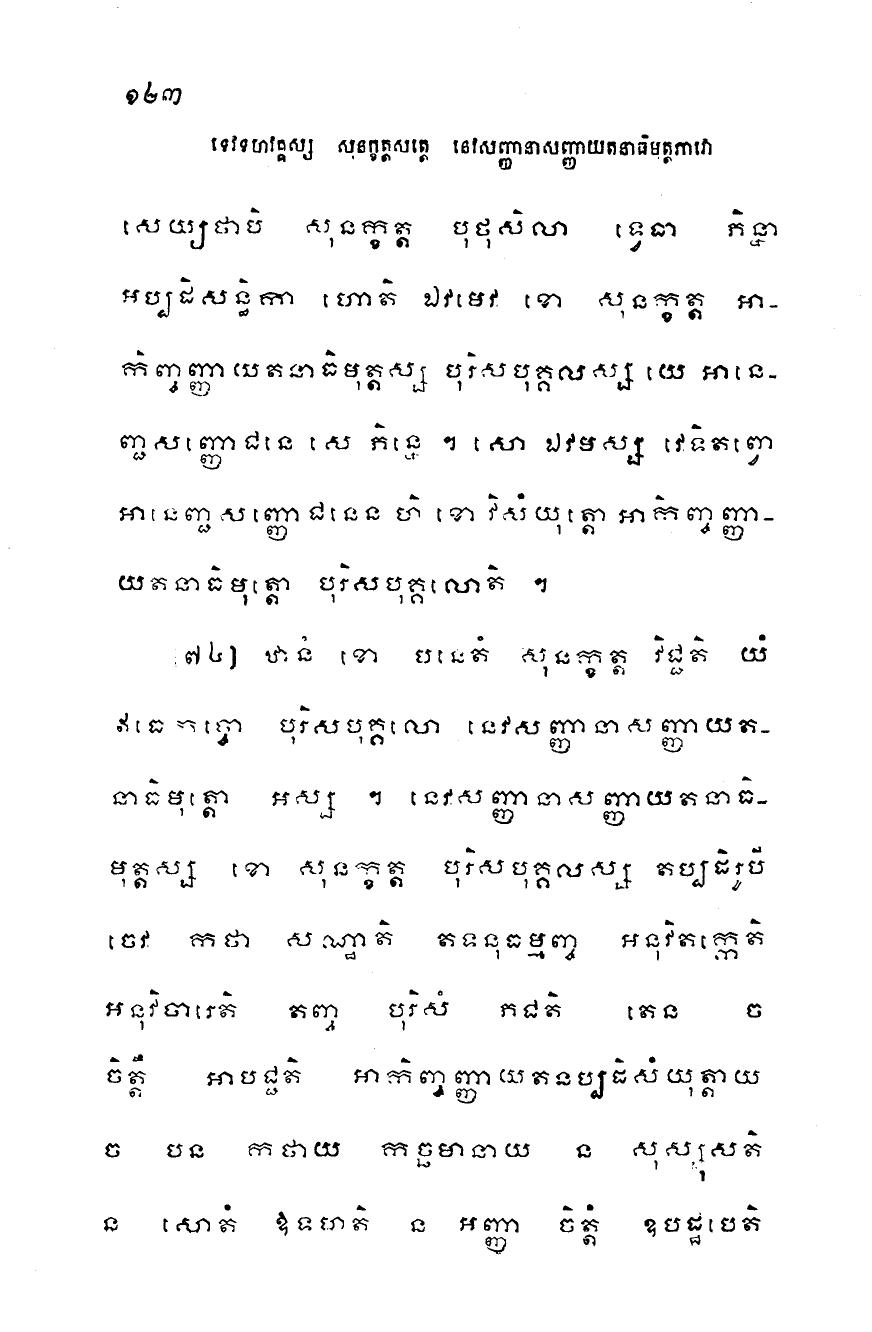 ១២៣
ទេវទហវគ្គស្ស សុនក្ខត្តសុត្តេ នេវសញ្ញានាសញ្ញាយតនាធិមុត្តភាវោ
សេយ្យថាបិ សុនក្ខត្ត បុថុសិលា ទ្វេធា ភិន្នា
អប្បដិសន្ធិកា ហោតិ ឯវមេវ ខោ សុនក្ខត្ត អា-
កិញ្ចញ្ញាយតនាធិមុត្តស្ស បុរិសបុគ្គលស្ស យេ អានេ-
ញ្ជសញ្ញោជនេ សេ ភិន្នេ ។ សោ ឯវមស្ស វេទិតព្វោ
អានេញ្ជសញ្ញោជនេន ហិ ខោ វិសំយុត្តោ អាកិញ្ចញ្ញា-
យតនាធិមុត្តោ បុរិសបុគ្គលោតិ ។
៧៤) ឋានំ ខោ បនេតំ សុនក្ខត្ត វិជ្ជតិ យំ
ឥធេកច្ចោ បុរិសបុគ្គលោ នេវសញ្ញានាសញ្ញាយត-
នាធិមុត្តោ អស្ស ។ នេវសញ្ញានាសញ្ញាយតនាធិ-
មុត្តស្ស ខោ សុនក្ខត្ត បុរិសបុគ្គលស្ស តប្បដិរូបី
ចេវ កថា សណ្ឋាតិ តទនុធម្មញ្ច អនុវិតក្កេតិ
អនុវិចារេតិ តញ្ច បុរិសំ ភជតិ តេន ច
ចិត្តឹ អាបជ្ជតិ អាកិញ្ចញ្ញាយតនប្បដិសំយុត្តាយ
ច បន កថាយ កច្ឆមានាយ ន សុស្សុសតិ
ន សោតំ ឱទហតិ ន អញ្ញា ចិត្តំ ឧបដ្ឋបេតិ